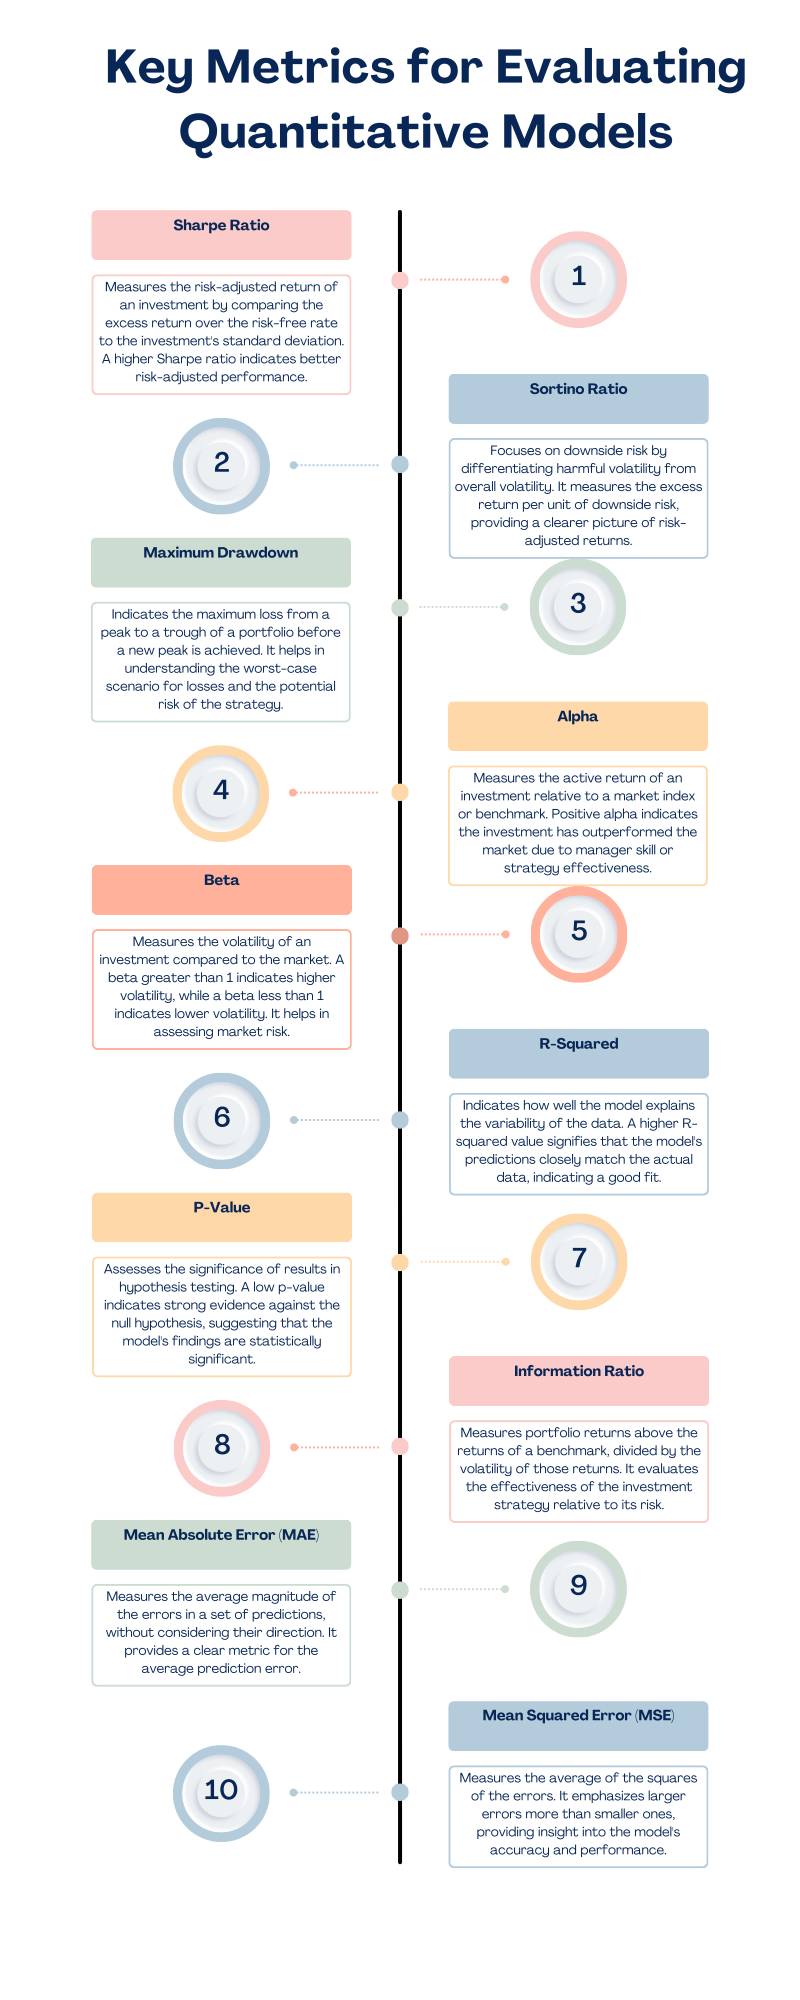 Key Metrics for Evaluating
Quantitative Models
Sharpe Ratio
1
Measures the risk-adjusted return of
an investment by comparing the
excess return over the risk-free rate
to the investment's standard deviation.
A higher Sharpe ratio indicates better
risk-adjusted performance.
Sortino Ratio
2
Focuses on downside risk by
differentiating harmful volatility from
overall volatility. It measures the excess
return per unit of downside risk,
providing a clearer picture of risk-
adjusted returns.
Maximum Drawdown
3
Indicates the maximum loss from a
peak to a trough of a portfolio before
a new peak is achieved. It helps in
understanding the worst-case
scenario for losses and the potential
risk of the strategy.
Alpha
4
Measures the active return of an
investment relative to a market index
or benchmark. Positive alpha indicates
the investment has outperformed the
market due to manager skill or
strategy effectiveness.
Beta
5
Measures the volatility of an
investment compared to the market. A
beta greater than 1 indicates higher
volatility, while a beta less than 1
indicates lower volatility. It helps in
assessing market risk.
R-Squared
6
Indicates how well the model explains
the variability of the data. A higher R-
squared value signifies that the model's
predictions closely match the actual
data, indicating a good fit.
P-Value
7
Assesses the significance of results in
hypothesis testing. A low p-value
indicates strong evidence against the
null hypothesis, suggesting that the
model's findings are statistically
significant.
Information Ratio
8
Measures portfolio returns above the
returns of a benchmark, divided by the
volatility of those returns. It evaluates
the effectiveness of the investment
strategy relative to its risk.
Mean Absolute Error (MAE)
9
Measures the average magnitude of
the errors in a set of predictions,
without considering their direction. It
provides a clear metric for the
average prediction error.
Mean Squared Error (MSE)
10
Measures the average of the squares
of the errors. It emphasizes larger
errors more than smaller ones,
providing insight into the model's
accuracy and performance.